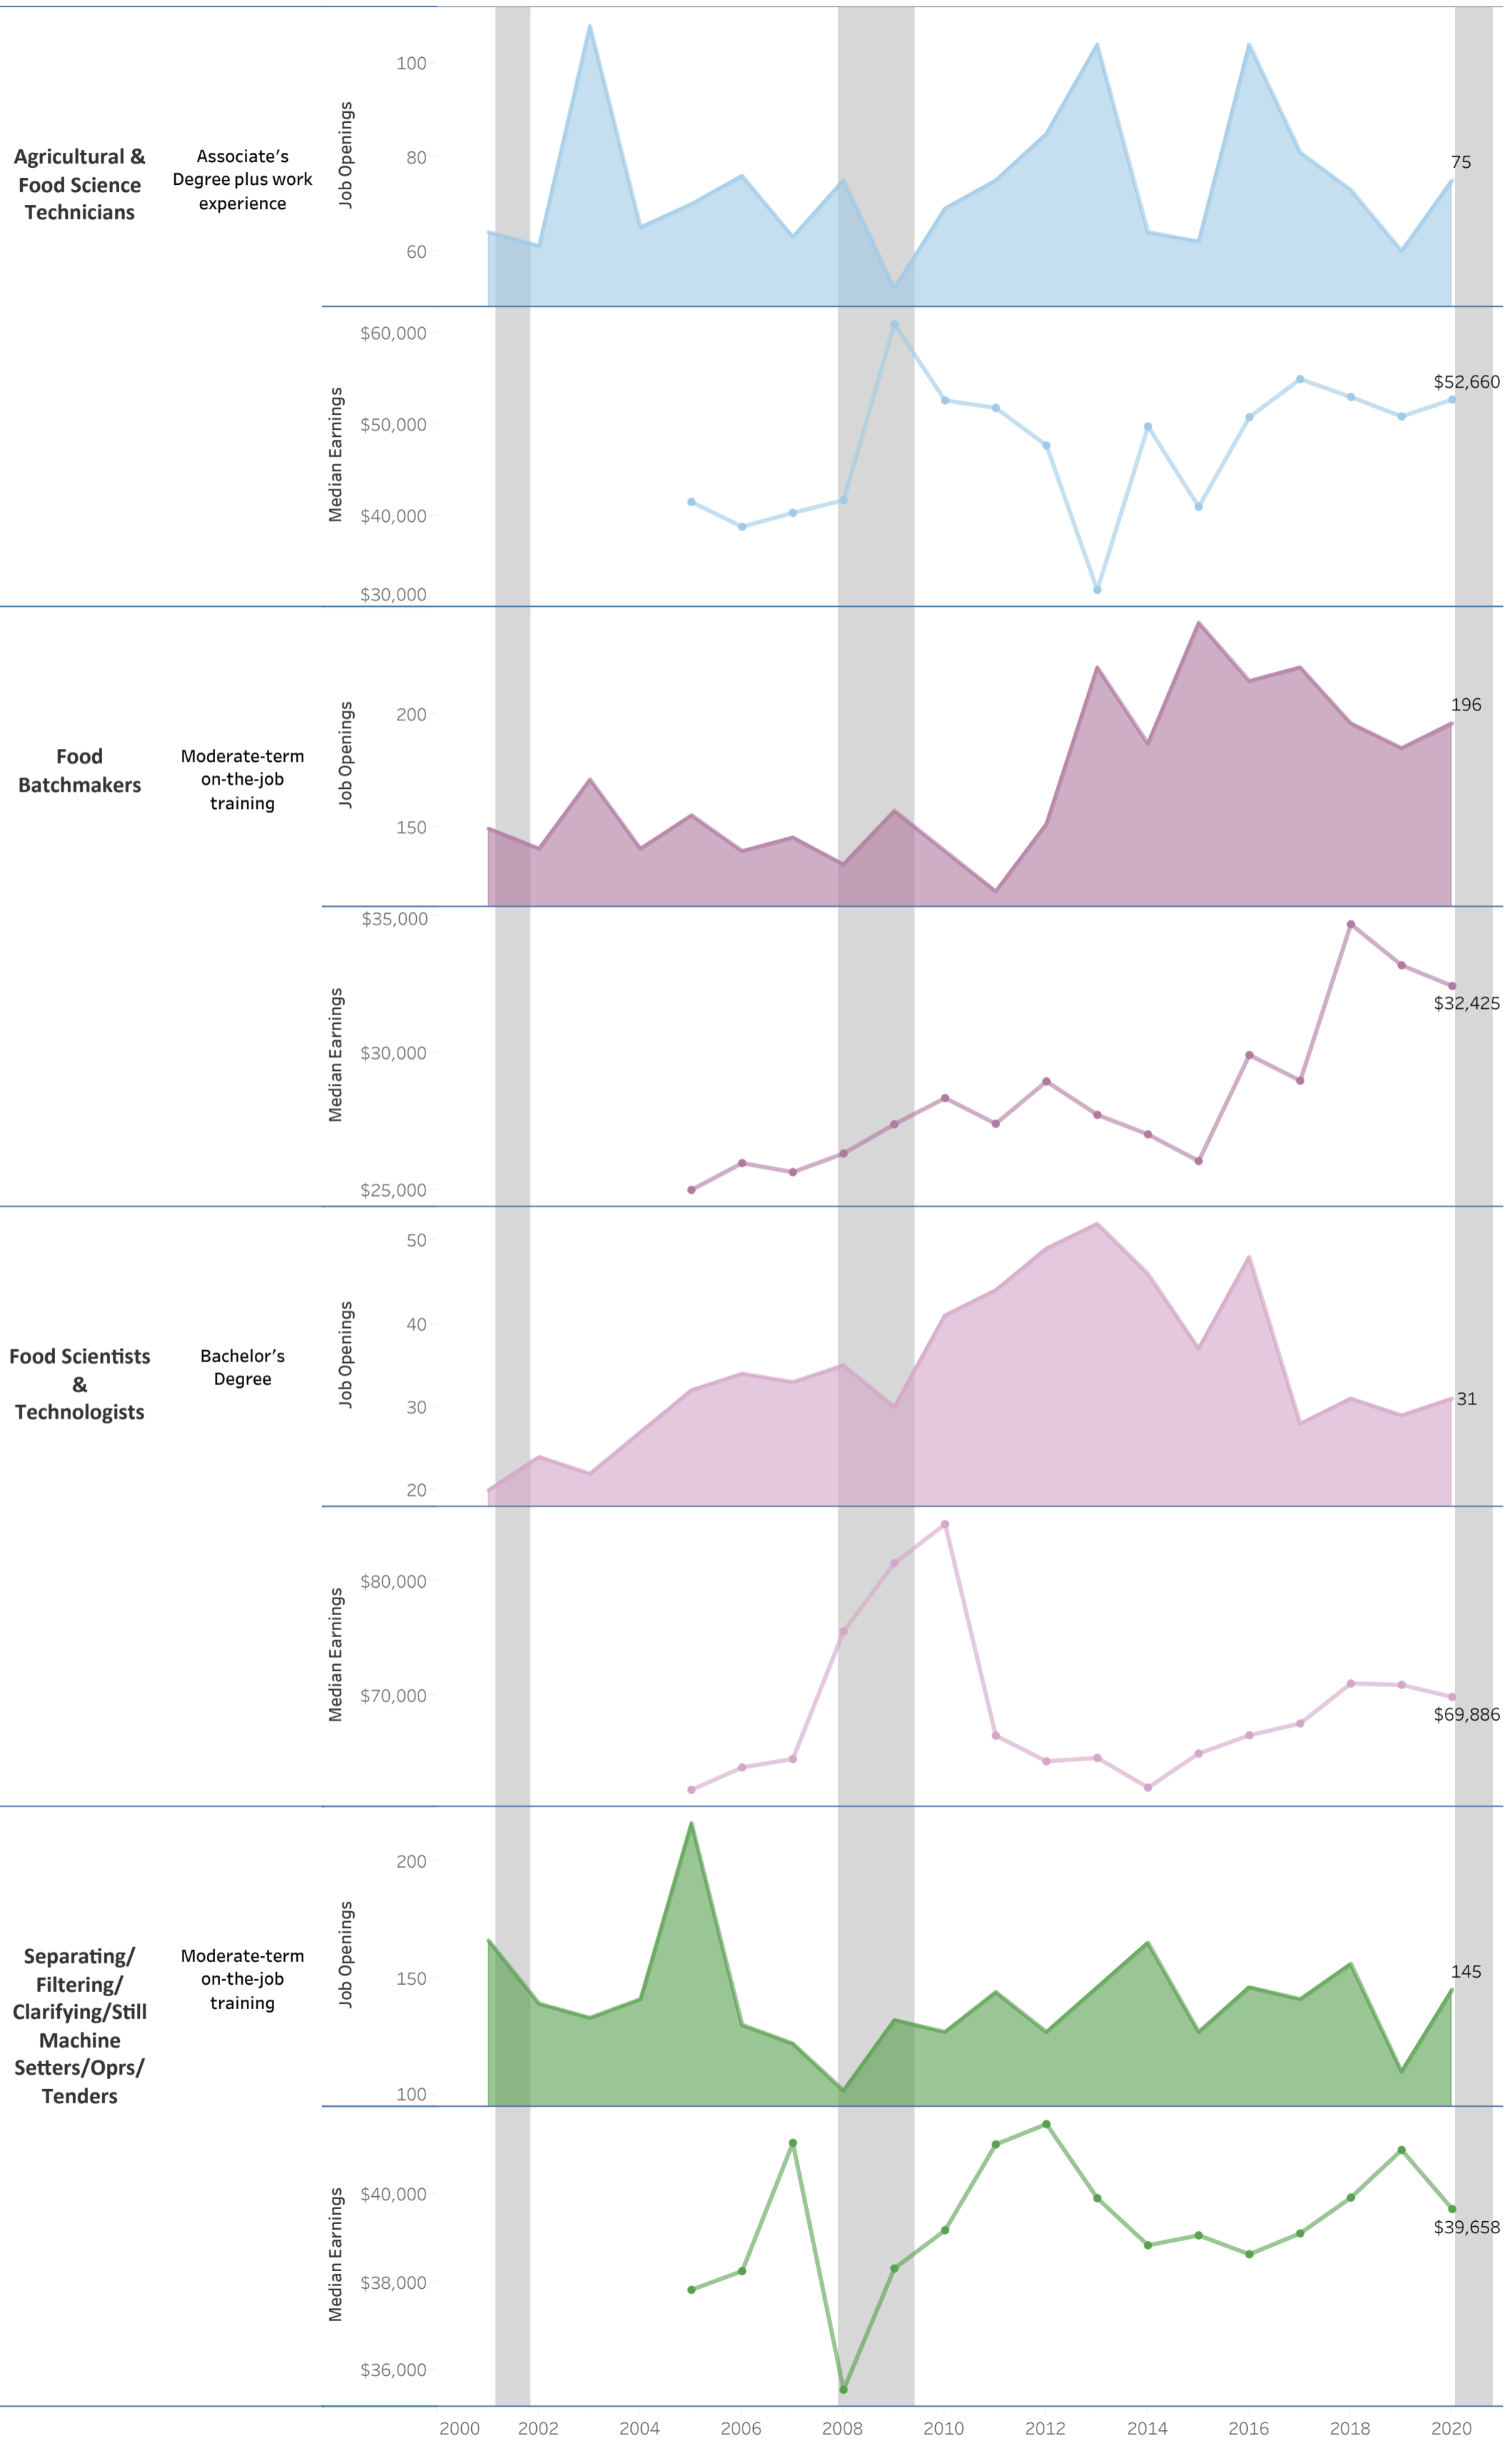 Agricultural &
Food Science
Technicians
Associate's
Degree plus work
experience
Job Openings
100
80
60
75
Median Earnings
$60,000
$50,000
$40,000
$30,000
$52,660
Food
Batchmakers
Moderate-term
on-the-job
training
Job Openings
200
150
196
Median Earnings
$35,000
$30,000
$25,000
$32,425
Food Scientists
&
Technologists
Bachelor's
Degree
Job Openings
50
40
30
20
31
Median Earnings
$80,000
$70,000
$69,886
Separating/
Filtering/
Clarifying/Still
Machine
Setters/Oprs/
Tenders
Moderate-term
on-the-job
training
Job Openings
200
150
100
145
Median Earnings
$40,000
$38,000
$36,000
$39,658
2000 2002 2004 2006 2008 2010 2012 2014 2016 2018 2020